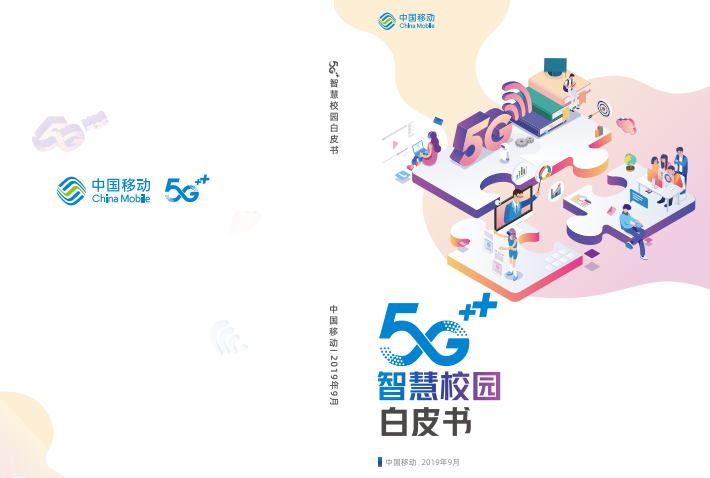 中国移动
China Mobile
5G++
5G++ 智慧校园白皮书
中国移动 | 2019年9月
中国移动
China Mobile
5G
5G++
智慧校园
白皮书
中国移动 2019年9月